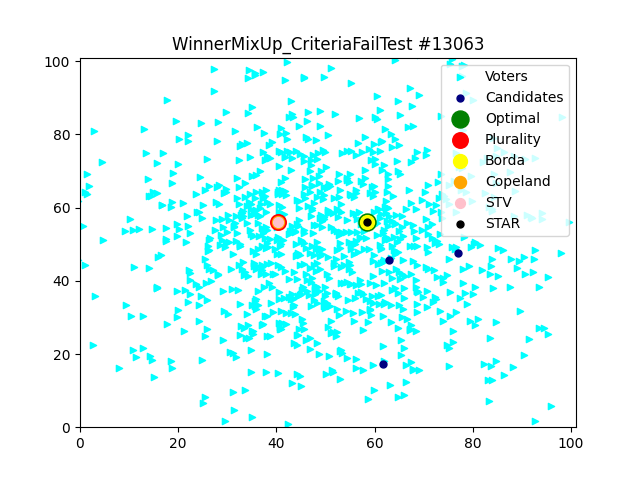 WinnerMixUp_CriteriaFailTest #13063
100
80
60
40
20
0
0
20
40
60
80
100
Voters
Candidates
Optimal
Plurality
Borda
Copeland
STV
STAR